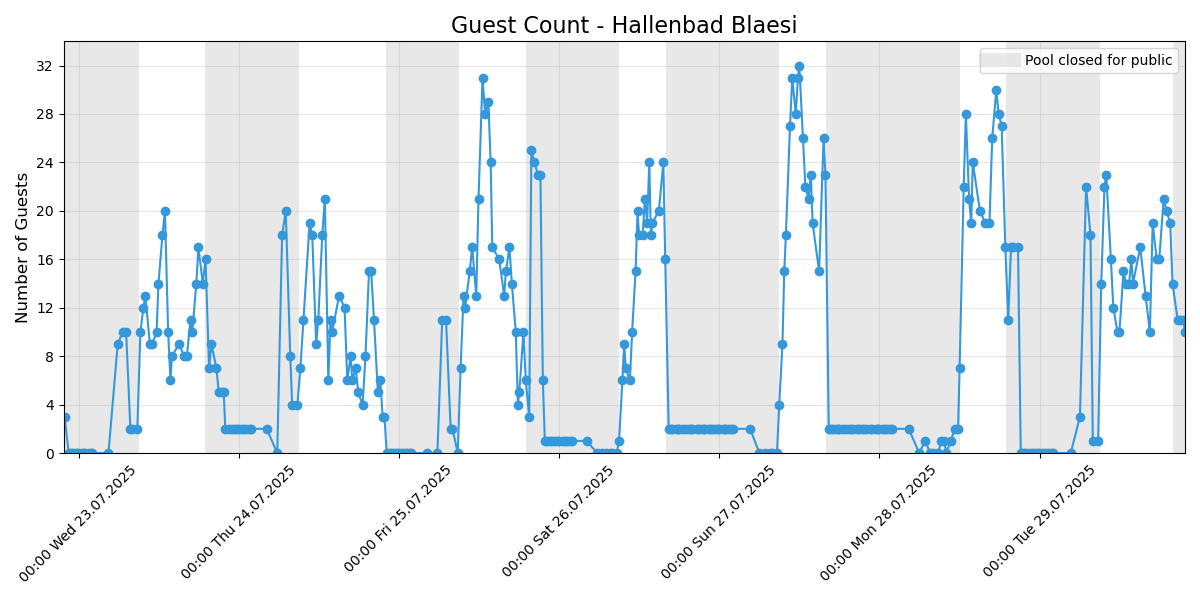 Guest Count - Hallenbad Blaesi
Pool closed for public
Number of Guests
32
28
24
20
16
12
8
4
0
00:00 Wed 23.07.2025
00:00 Thu 24.07.2025
00:00 Fri 25.07.2025
00:00 Sat 26.07.2025
00:00 Sun 27.07.2025
00:00 Mon 28.07.2025
00:00 Tue 29.07.2025